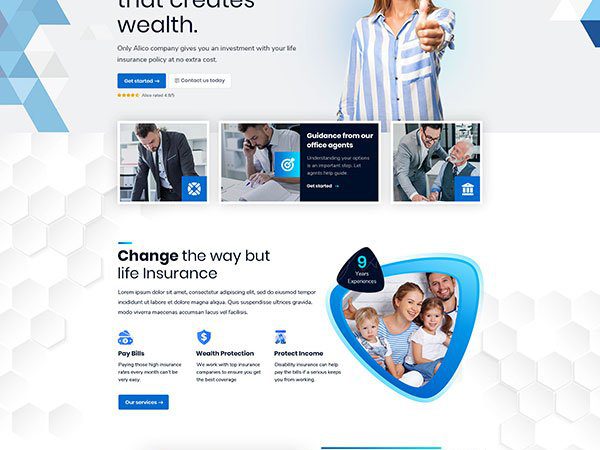 that creates
wealth.
Only Alico company gives you an investment with your life
insurance policy at no extra cost.
Get started →
Contact us today
Alico rated 4.8/5
Guidance from our
office agents
Understanding your options
is an important step. Let
agents help guide.
Get started →
Change the way but
life Insurance
Lorem ipsum dolor sit amet, consectetur adipiscing elit, sed do eiusmod tempor
incididunt ut labore et dolore magna aliqua. Quis suspendisse ultrices gravida,
modo viverra maecenas accumsan lacus vel facilisis.
9
Years
Experiences
Pay Bills
Paying those high insurance
rates every month can't be
very easy.
Wealth Protection
We work with top insurance
companies to ensure you get
the best coverage
Protect Income
Disability insurance can help
pay the bills if a serious keeps
you from working.
Our services →